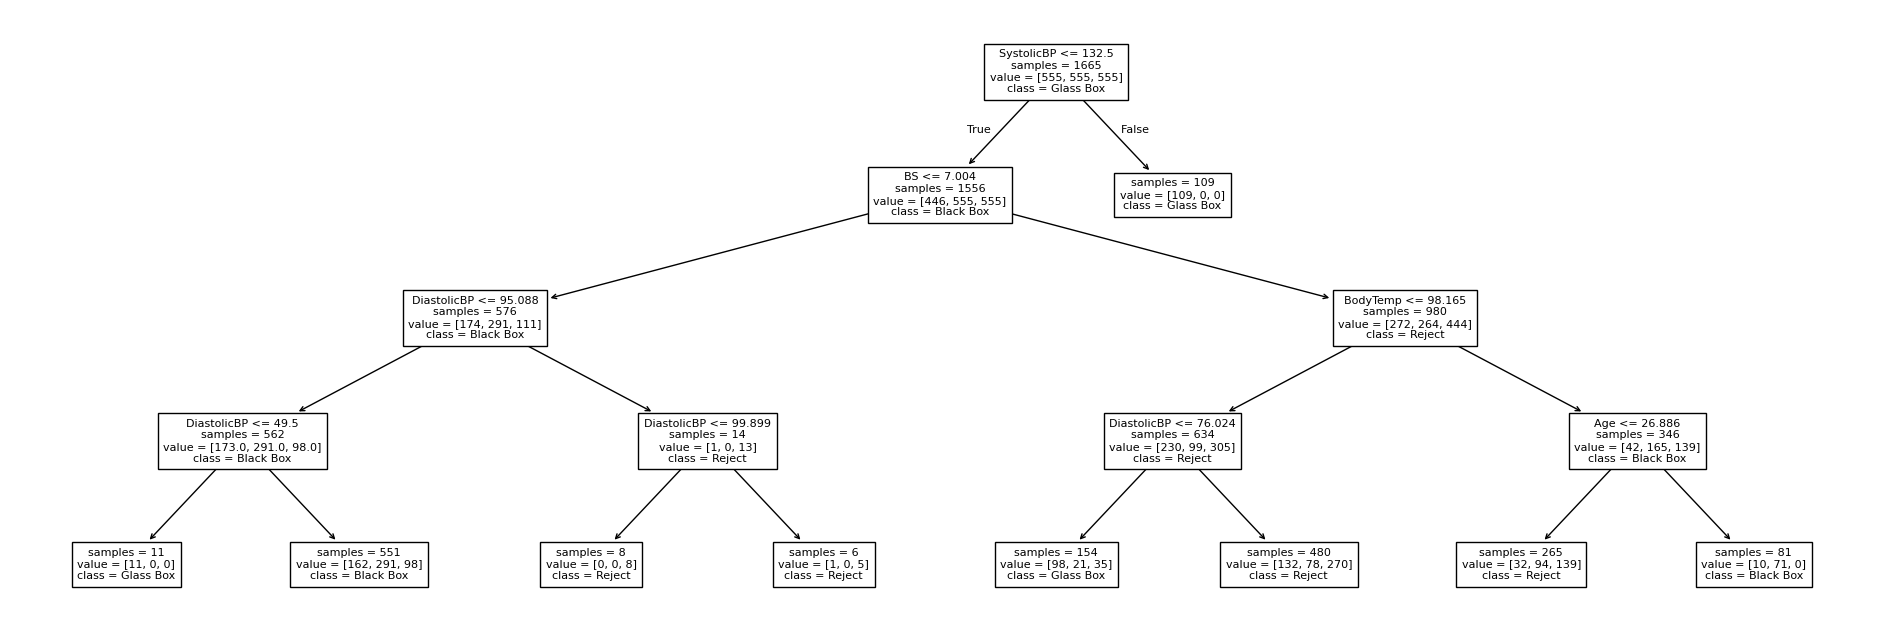 SystolicBP <= 132.5
samples = 1665
value = [555, 555, 555]
class = Glass Box
True
False
BS <= 7.004
samples = 1556
value = [446, 555, 555]
class = Black Box
samples = 109
value = [109, 0, 0]
class = Glass Box
DiastolicBP <= 95.088
samples = 576
value = [174, 291, 111]
class = Black Box
BodyTemp <= 98.165
samples = 980
value = [272, 264, 444]
class = Reject
DiastolicBP <= 49.5
samples = 562
value = [173.0, 291.0, 98.0]
class = Black Box
DiastolicBP <= 99.899
samples = 14
value = [1, 0, 13]
class = Reject
DiastolicBP <= 76.024
samples = 634
value = [230, 99, 305]
class = Reject
Age <= 26.886
samples = 346
value = [42, 165, 139]
class = Black Box
samples = 11
value = [11, 0, 0]
class = Glass Box
samples = 551
value = [162, 291, 98]
class = Black Box
samples = 8
value = [0, 0, 8]
class = Reject
samples = 6
value = [1, 0, 5]
class = Reject
samples = 154
value = [98, 21, 35]
class = Glass Box
samples = 480
value = [132, 78, 270]
class = Reject
samples = 265
value = [32, 94, 139]
class = Reject
samples = 81
value = [10, 71, 0]
class = Black Box